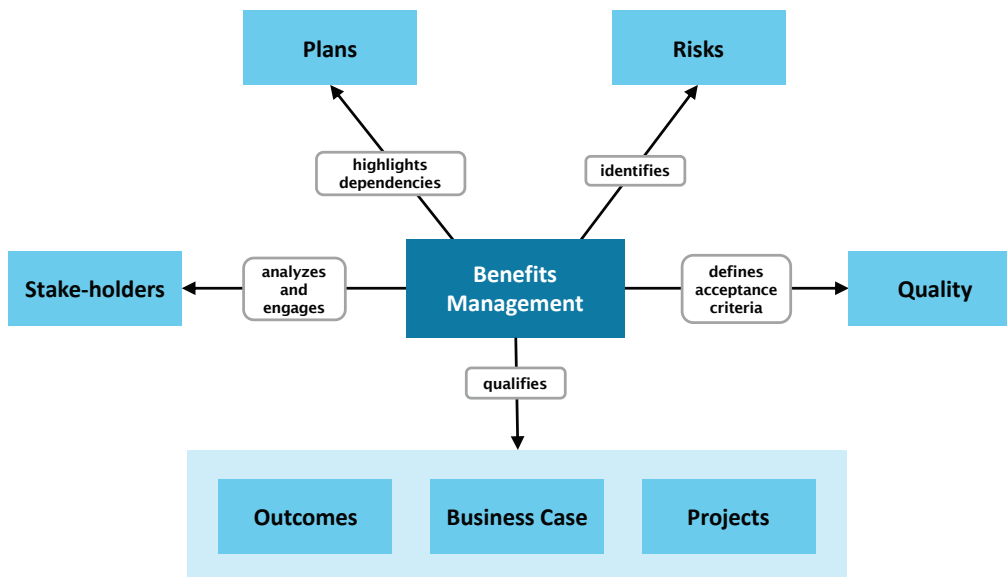 Plans
Risks
highlights
dependencies
identifies
Stake-holders
analyzes
and
engages
Benefits
Management
defines
acceptance
criteria
Quality
qualifies
Outcomes
Business Case
Projects